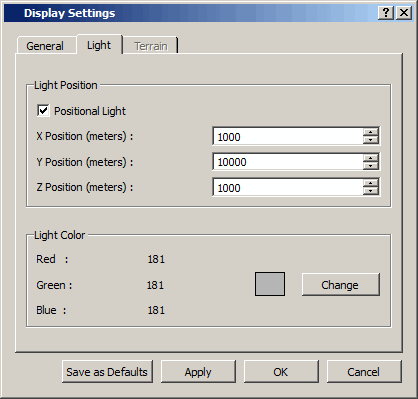 Display Settings
General Light Terrain
Light Position
Positional Light
X Position (meters) : 1000
Y Position (meters) : 10000
Z Position (meters) : 1000
Light Color
Red : 181
Green : 181
Change
Blue : 181
Save as Defaults Apply OK Cancel